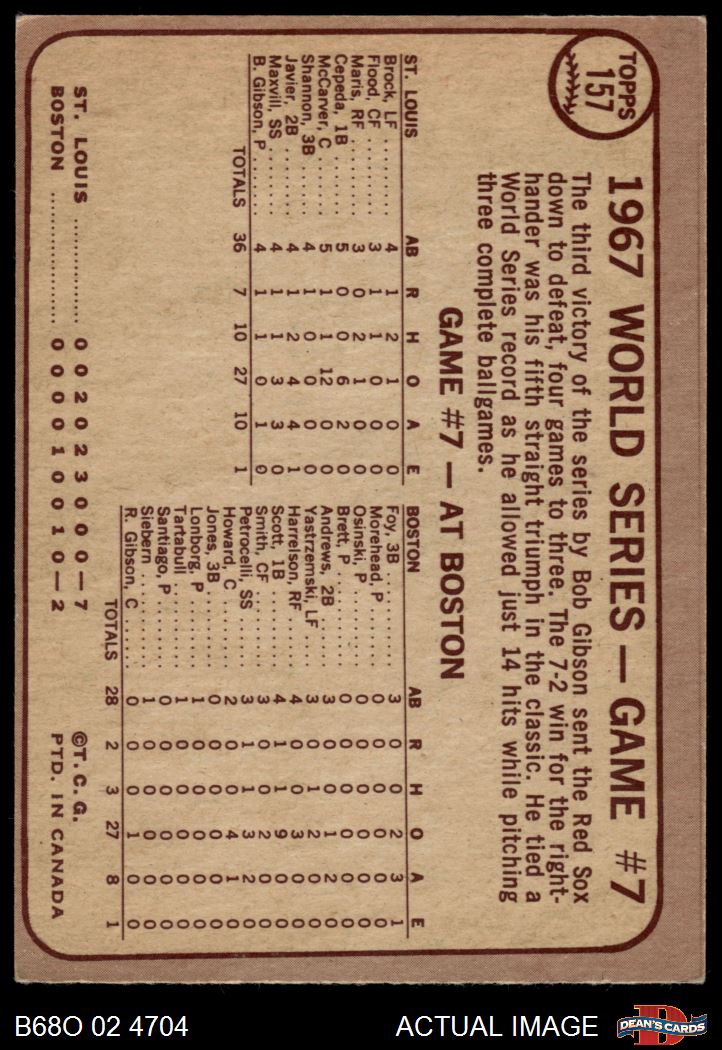 TOPPS
157
1967 WORLD SERIES — GAME #7
The third victory of the series by Bob Gibson sent the Red Sox
down to defeat, four games to three. The 7-2 win for the right-
hander was his fifth straight triumph in the classic. He tied a
World Series record as he allowed just 14 hits while pitching
three complete ballgames.
GAME #7 — AT BOSTON
ST. LOUIS AB R H O A E
Brock, LF .......... 4 1 2 1 0 0
Flood, CF .......... 3 1 1 0 0 0
Maris, RF .......... 3 0 2 1 0 0
Cepeda, 1B ........ 5 0 0 6 2 0
McCarver, C ....... 5 1 1 12 0 0
Shannon, 3B ....... 4 1 0 0 0 0
Javier, 2B ......... 4 1 2 4 4 1
Maxvill, SS ........ 4 1 1 3 3 0
B. Gibson, P ....... 4 1 1 0 1 0
TOTALS 36 7 10 27 10 1
BOSTON AB R H O A E
Foy, 3B ............ 3 0 0 2 3 1
Morehead, P ....... 0 0 0 0 0 0
Osinski, P ......... 0 0 0 0 0 0
Brett, P ........... 0 0 0 0 0 0
Andrews, 2B ....... 3 0 0 1 2 0
Yastrzemski, LF .... 3 0 1 2 0 0
Harrelson, RF ...... 4 0 0 3 0 0
Scott, 1B .......... 4 1 1 9 0 0
Smith, CF .......... 3 0 0 2 0 0
Petrocelli, SS ...... 3 1 1 3 2 0
Howard, C ......... 2 0 0 4 1 0
Jones, 3B .......... 0 0 0 0 0 0
Lonborg, P ........ 1 0 0 0 0 0
Tartabull .......... 1 0 0 0 0 0
Santiago, P ........ 0 0 0 0 0 0
Siebern ............ 1 0 0 0 0 0
R. Gibson, C ....... 0 0 0 1 0 0
TOTALS 28 2 3 27 8 1
ST. LOUIS .............. 0 0 2 0 2 3 0 0 0 — 7
BOSTON .............. 0 0 0 0 1 0 0 1 0 — 2
©T.C.G.
PTD. IN CANADA
B68O 02 4704
ACTUAL IMAGE
D
DEAN'S CARDS